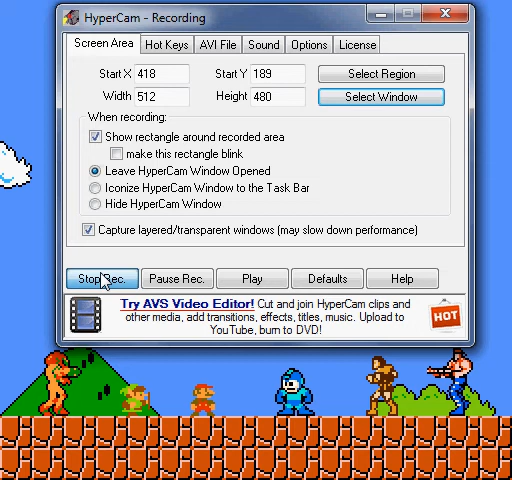 HyperCam - Recording
Screen Area Hot Keys AVI File Sound Options License
Start X 418 Start Y 189 Select Region
Width 512 Height 480 Select Window
When recording:
Show rectangle around recorded area
make this rectangle blink
Leave HyperCam Window Opened
Iconize HyperCam Window to the Task Bar
Hide HyperCam Window
Capture layered/transparent windows (may slow down performance)
Stop Rec. Pause Rec. Play Defaults Help
Try AVS Video Editor! Cut and join HyperCam clips and
other media, add transitions, effects, titles, music. Upload to
YouTube, burn to DVD!
HOT